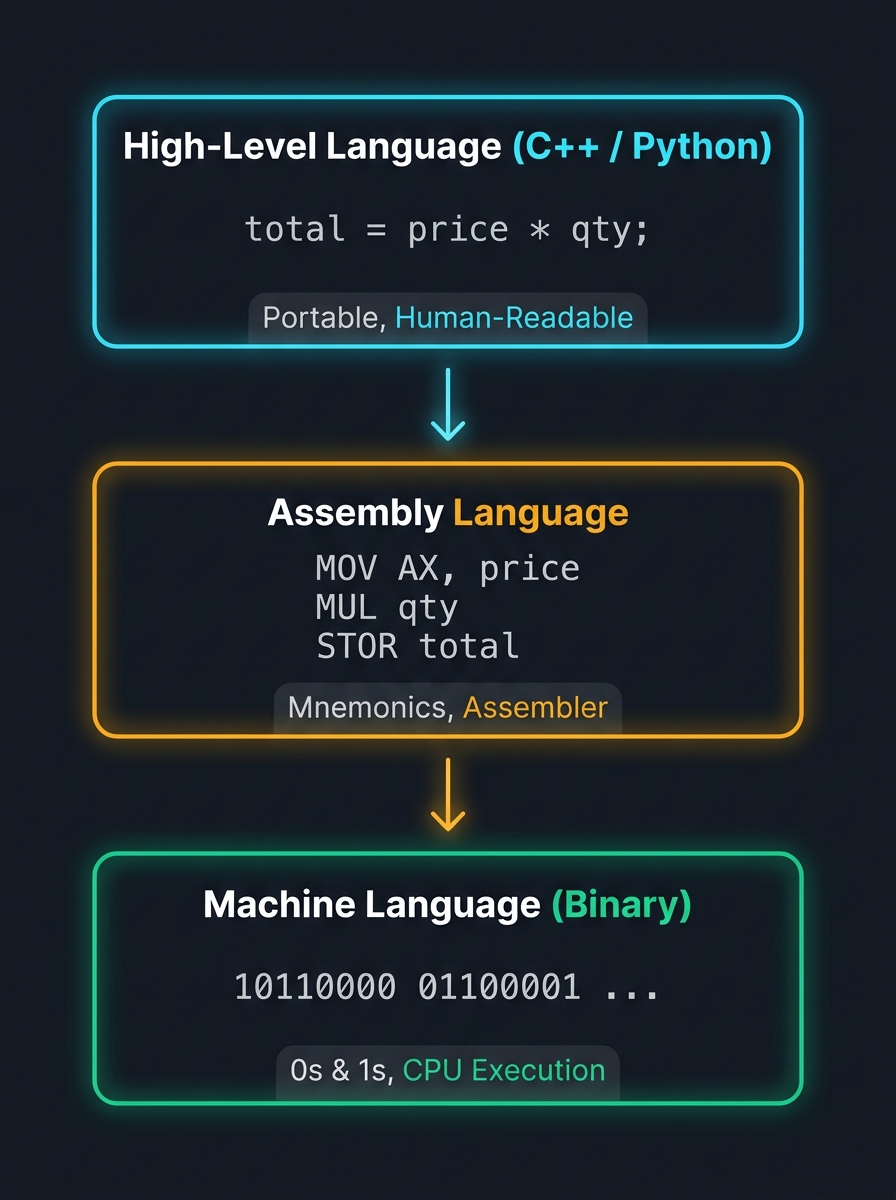 High-Level Language (C++ / Python)
total = price * qty;
Portable, Human-Readable
Assembly Language
MOV AX, price
MUL qty
STOR total
Mnemonics, Assembler
Machine Language (Binary)
10110000 01100001 ...
0s & 1s, CPU Execution